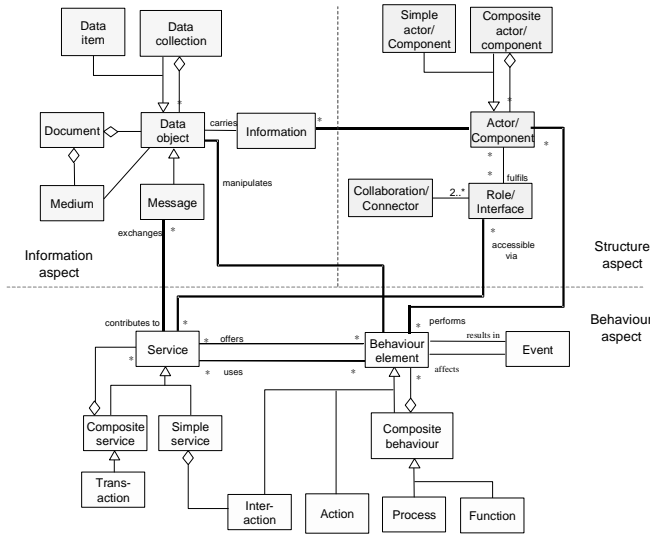 Data
item
Data
collection
Simple
actor/
Component
Composite
actor/
component
*
*
Document
Data
object
carries
Information
*
Actor/
Component
*
*
*
fulfils
manipulates
Medium
Message
Collaboration/
Connector
2..*
Role/
Interface
exchanges
*
*
accessible
via
Information
aspect
Structure
aspect
contributes to
*
*
performs
Behaviour
aspect
Service
*
offers
*
Behaviour
element
results in
Event
*
*
uses
*
*
affects
Composite
service
Simple
service
Composite
behaviour
Trans-
action
Inter-
action
Action
Process
Function